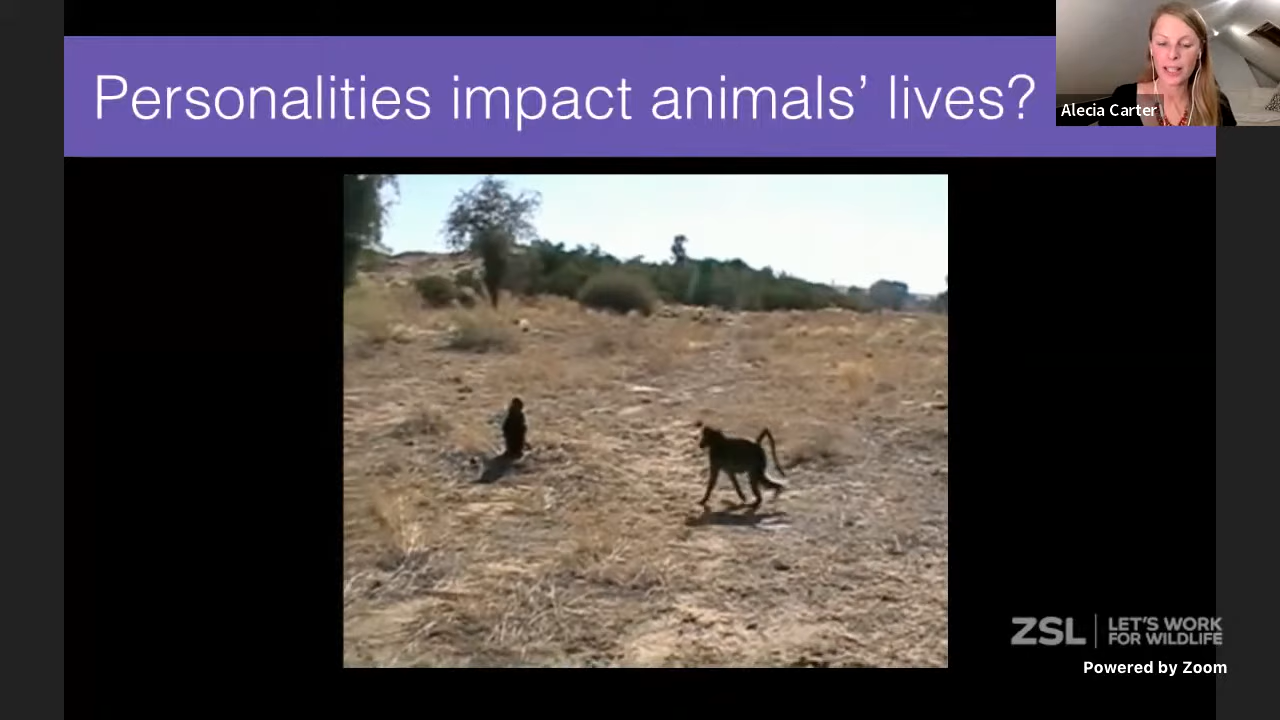 Personalities impact animals’ lives?
Alecia Carter
ZSL
LET'S WORK
FOR WILDLIFE
Powered by Zoom